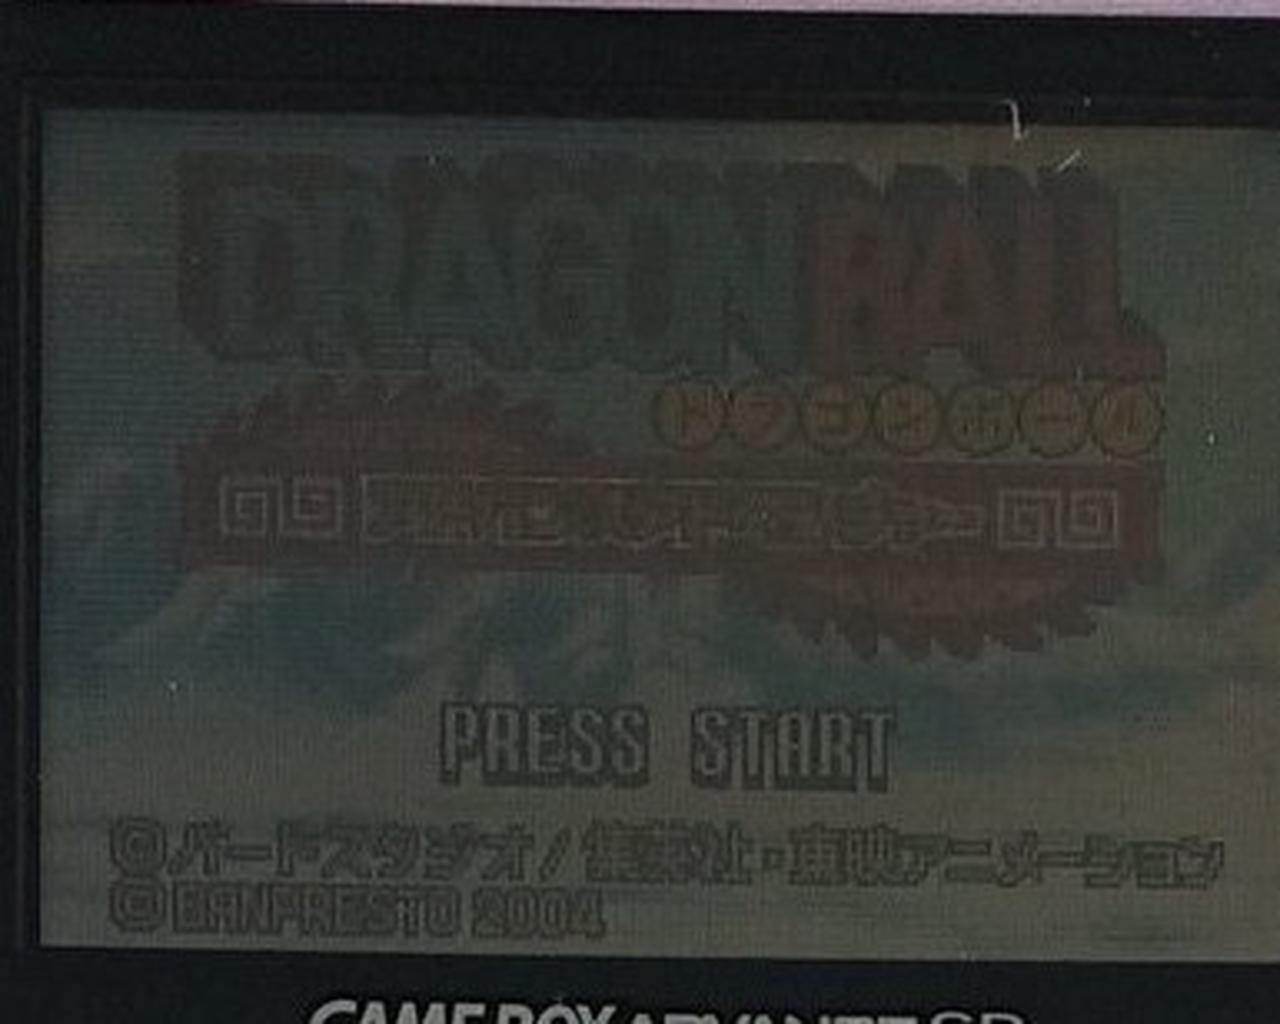 DRAGON BALL
ドラゴンボール
PRESS START
©バードスタジオ/集英社・東映アニメーション
©BANPRESTO 2004
GAME BOY ADVANCE SP